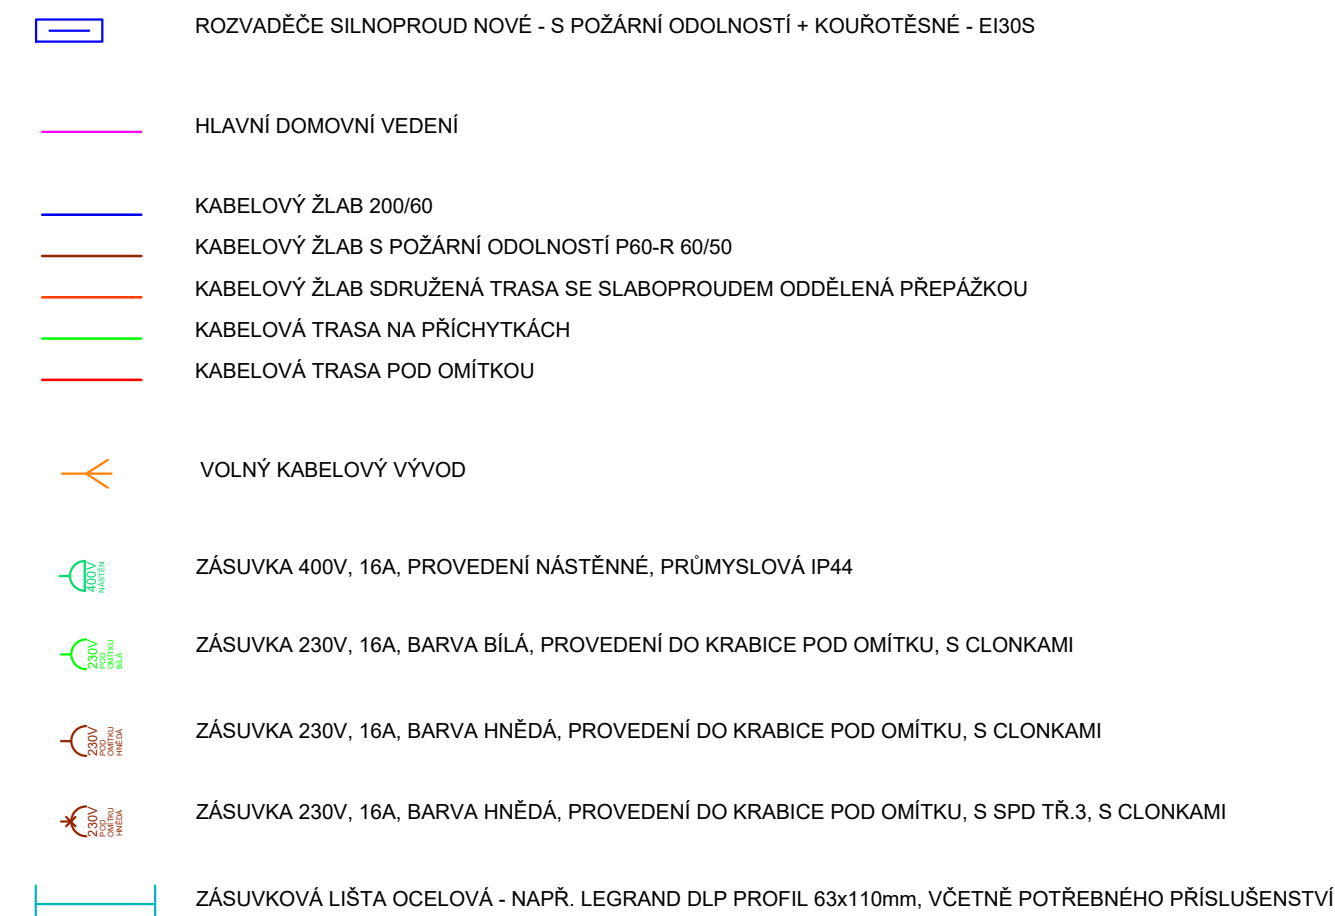 ROZVADĚČE SILNOPROUD NOVÉ - S POŽÁRNÍ ODOLNOSTÍ + KOUŘOTĚSNÉ - EI30S
HLAVNÍ DOMOVNÍ VEDENÍ
KABELOVÝ ŽLAB 200/60
KABELOVÝ ŽLAB S POŽÁRNÍ ODOLNOSTÍ P60-R 60/50
KABELOVÝ ŽLAB SDRUŽENÁ TRASA SE SLABOPROUDEM ODDĚLENÁ PŘEPÁŽKOU
KABELOVÁ TRASA NA PŘÍCHYTKÁCH
KABELOVÁ TRASA POD OMÍTKOU
VOLNÝ KABELOVÝ VÝVOD
400V
NÁSTĚN
ZÁSUVKA 400V, 16A, PROVEDENÍ NÁSTĚNNÉ, PRŮMYSLOVÁ IP44
230V
POD
OMÍTKU
BÍLÁ
ZÁSUVKA 230V, 16A, BARVA BÍLÁ, PROVEDENÍ DO KRABICE POD OMÍTKU, S CLONKAMI
230V
POD
OMÍTKU
HNĚDÁ
ZÁSUVKA 230V, 16A, BARVA HNĚDÁ, PROVEDENÍ DO KRABICE POD OMÍTKU, S CLONKAMI
230V
POD
OMÍTKU
HNĚDÁ
ZÁSUVKA 230V, 16A, BARVA HNĚDÁ, PROVEDENÍ DO KRABICE POD OMÍTKU, S SPD TŘ.3, S CLONKAMI
ZÁSUVKOVÁ LIŠTA OCELOVÁ - NAPŘ. LEGRAND DLP PROFIL 63x110mm, VČETNĚ POTŘEBNÉHO PŘÍSLUŠENSTVÍ